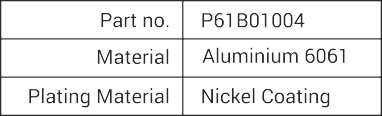 Part no. P61B01004
Material Aluminium 6061
Plating Material Nickel Coating